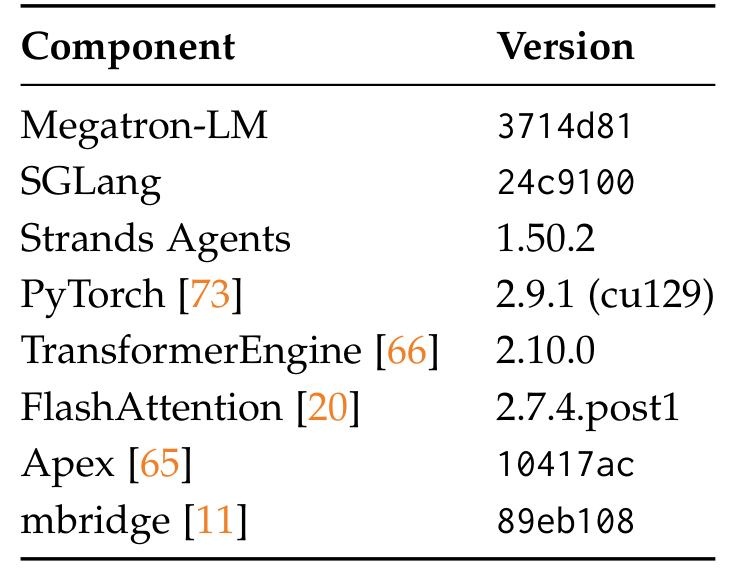 Component Version
Megatron-LM 3714d81
SGLang 24c9100
Strands Agents 1.50.2
PyTorch [73] 2.9.1 (cu129)
TransformerEngine [66] 2.10.0
FlashAttention [20] 2.7.4.post1
Apex [65] 10417ac
mbridge [11] 89eb108